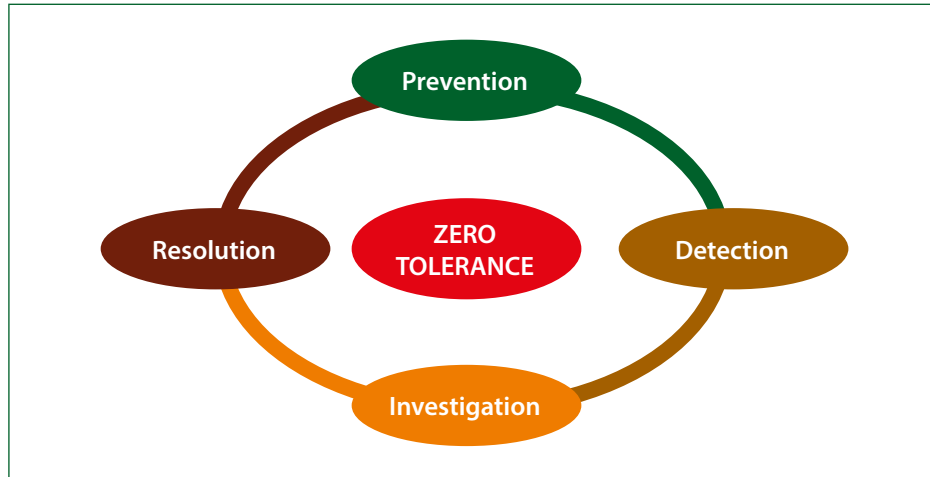 Prevention
Resolution
ZERO
TOLERANCE
Detection
Investigation